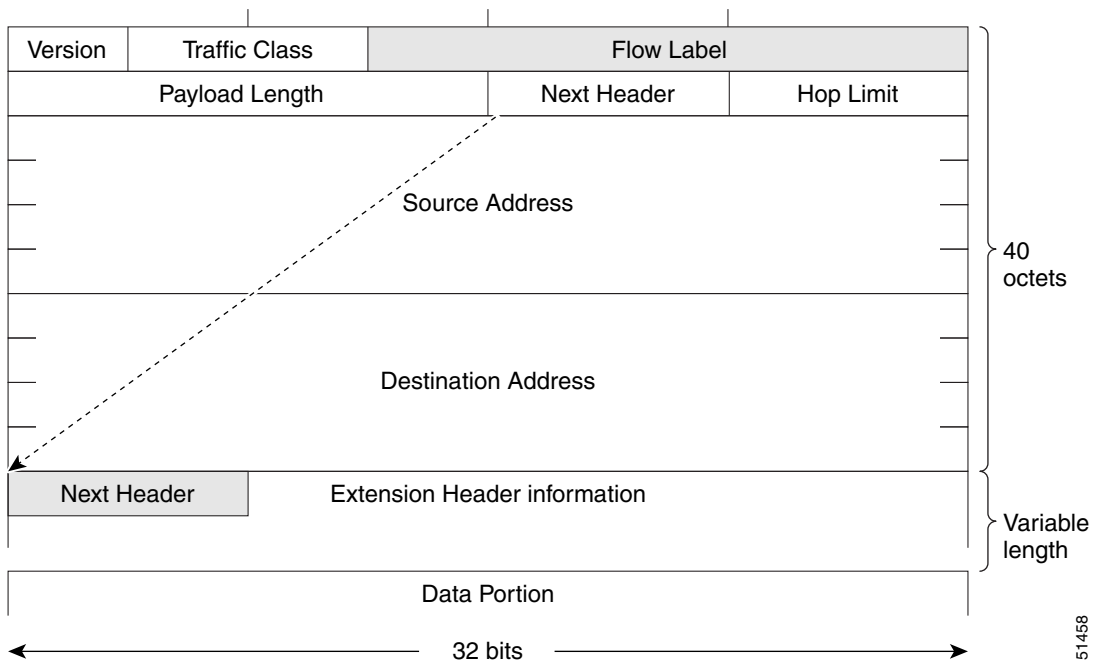 Version Traffic Class Flow Label
Payload Length Next Header Hop Limit
Source Address
40
octets
Destination Address
Next Header Extension Header information
Variable
length
Data Portion
32 bits
51458